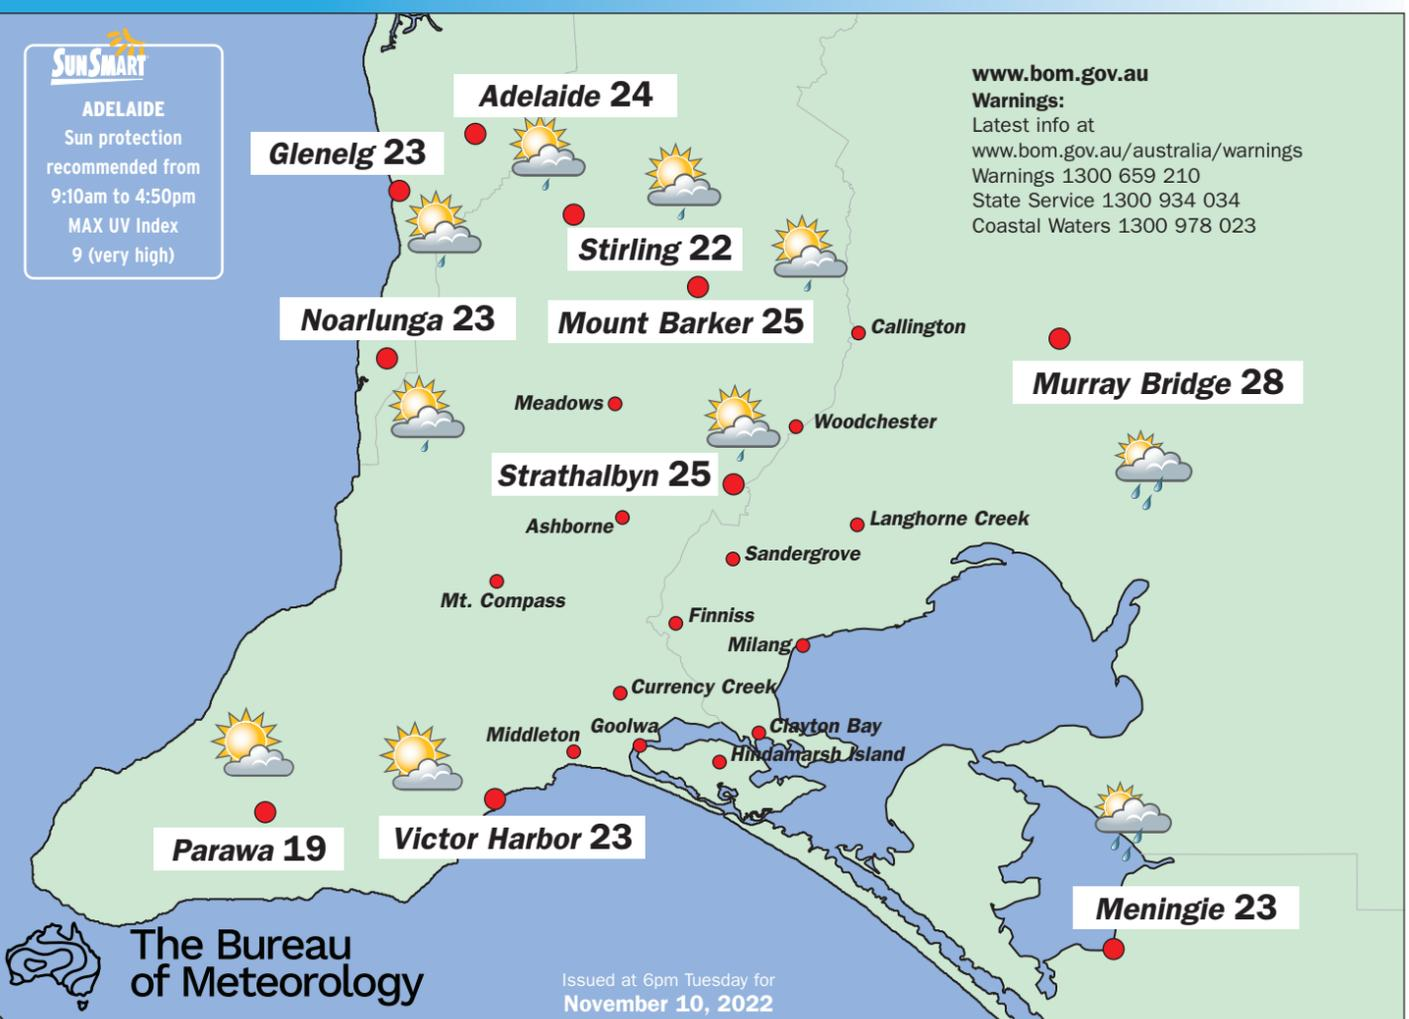 SUNSMART
ADELAIDE
Sun protection
recommended from
9:10am to 4:50pm
MAX UV Index
9 (very high)
www.bom.gov.au
Warnings:
Latest info at
www.bom.gov.au/australia/warnings
Warnings 1300 659 210
State Service 1300 934 034
Coastal Waters 1300 978 023
Adelaide 24
Glenelg 23
Stirling 22
Noarlunga 23
Mount Barker 25
Callington
Murray Bridge 28
Meadows
Woodchester
Strathalbyn 25
Ashborne
Langhorne Creek
Sandergrove
Mt. Compass
Finniss
Milang
Currency Creek
Middleton
Goolwa
Clayton Bay
Hindamarsh Island
Parawa 19
Victor Harbor 23
Meningie 23
The Bureau
of Meteorology
Issued at 6pm Tuesday for
November 10, 2022